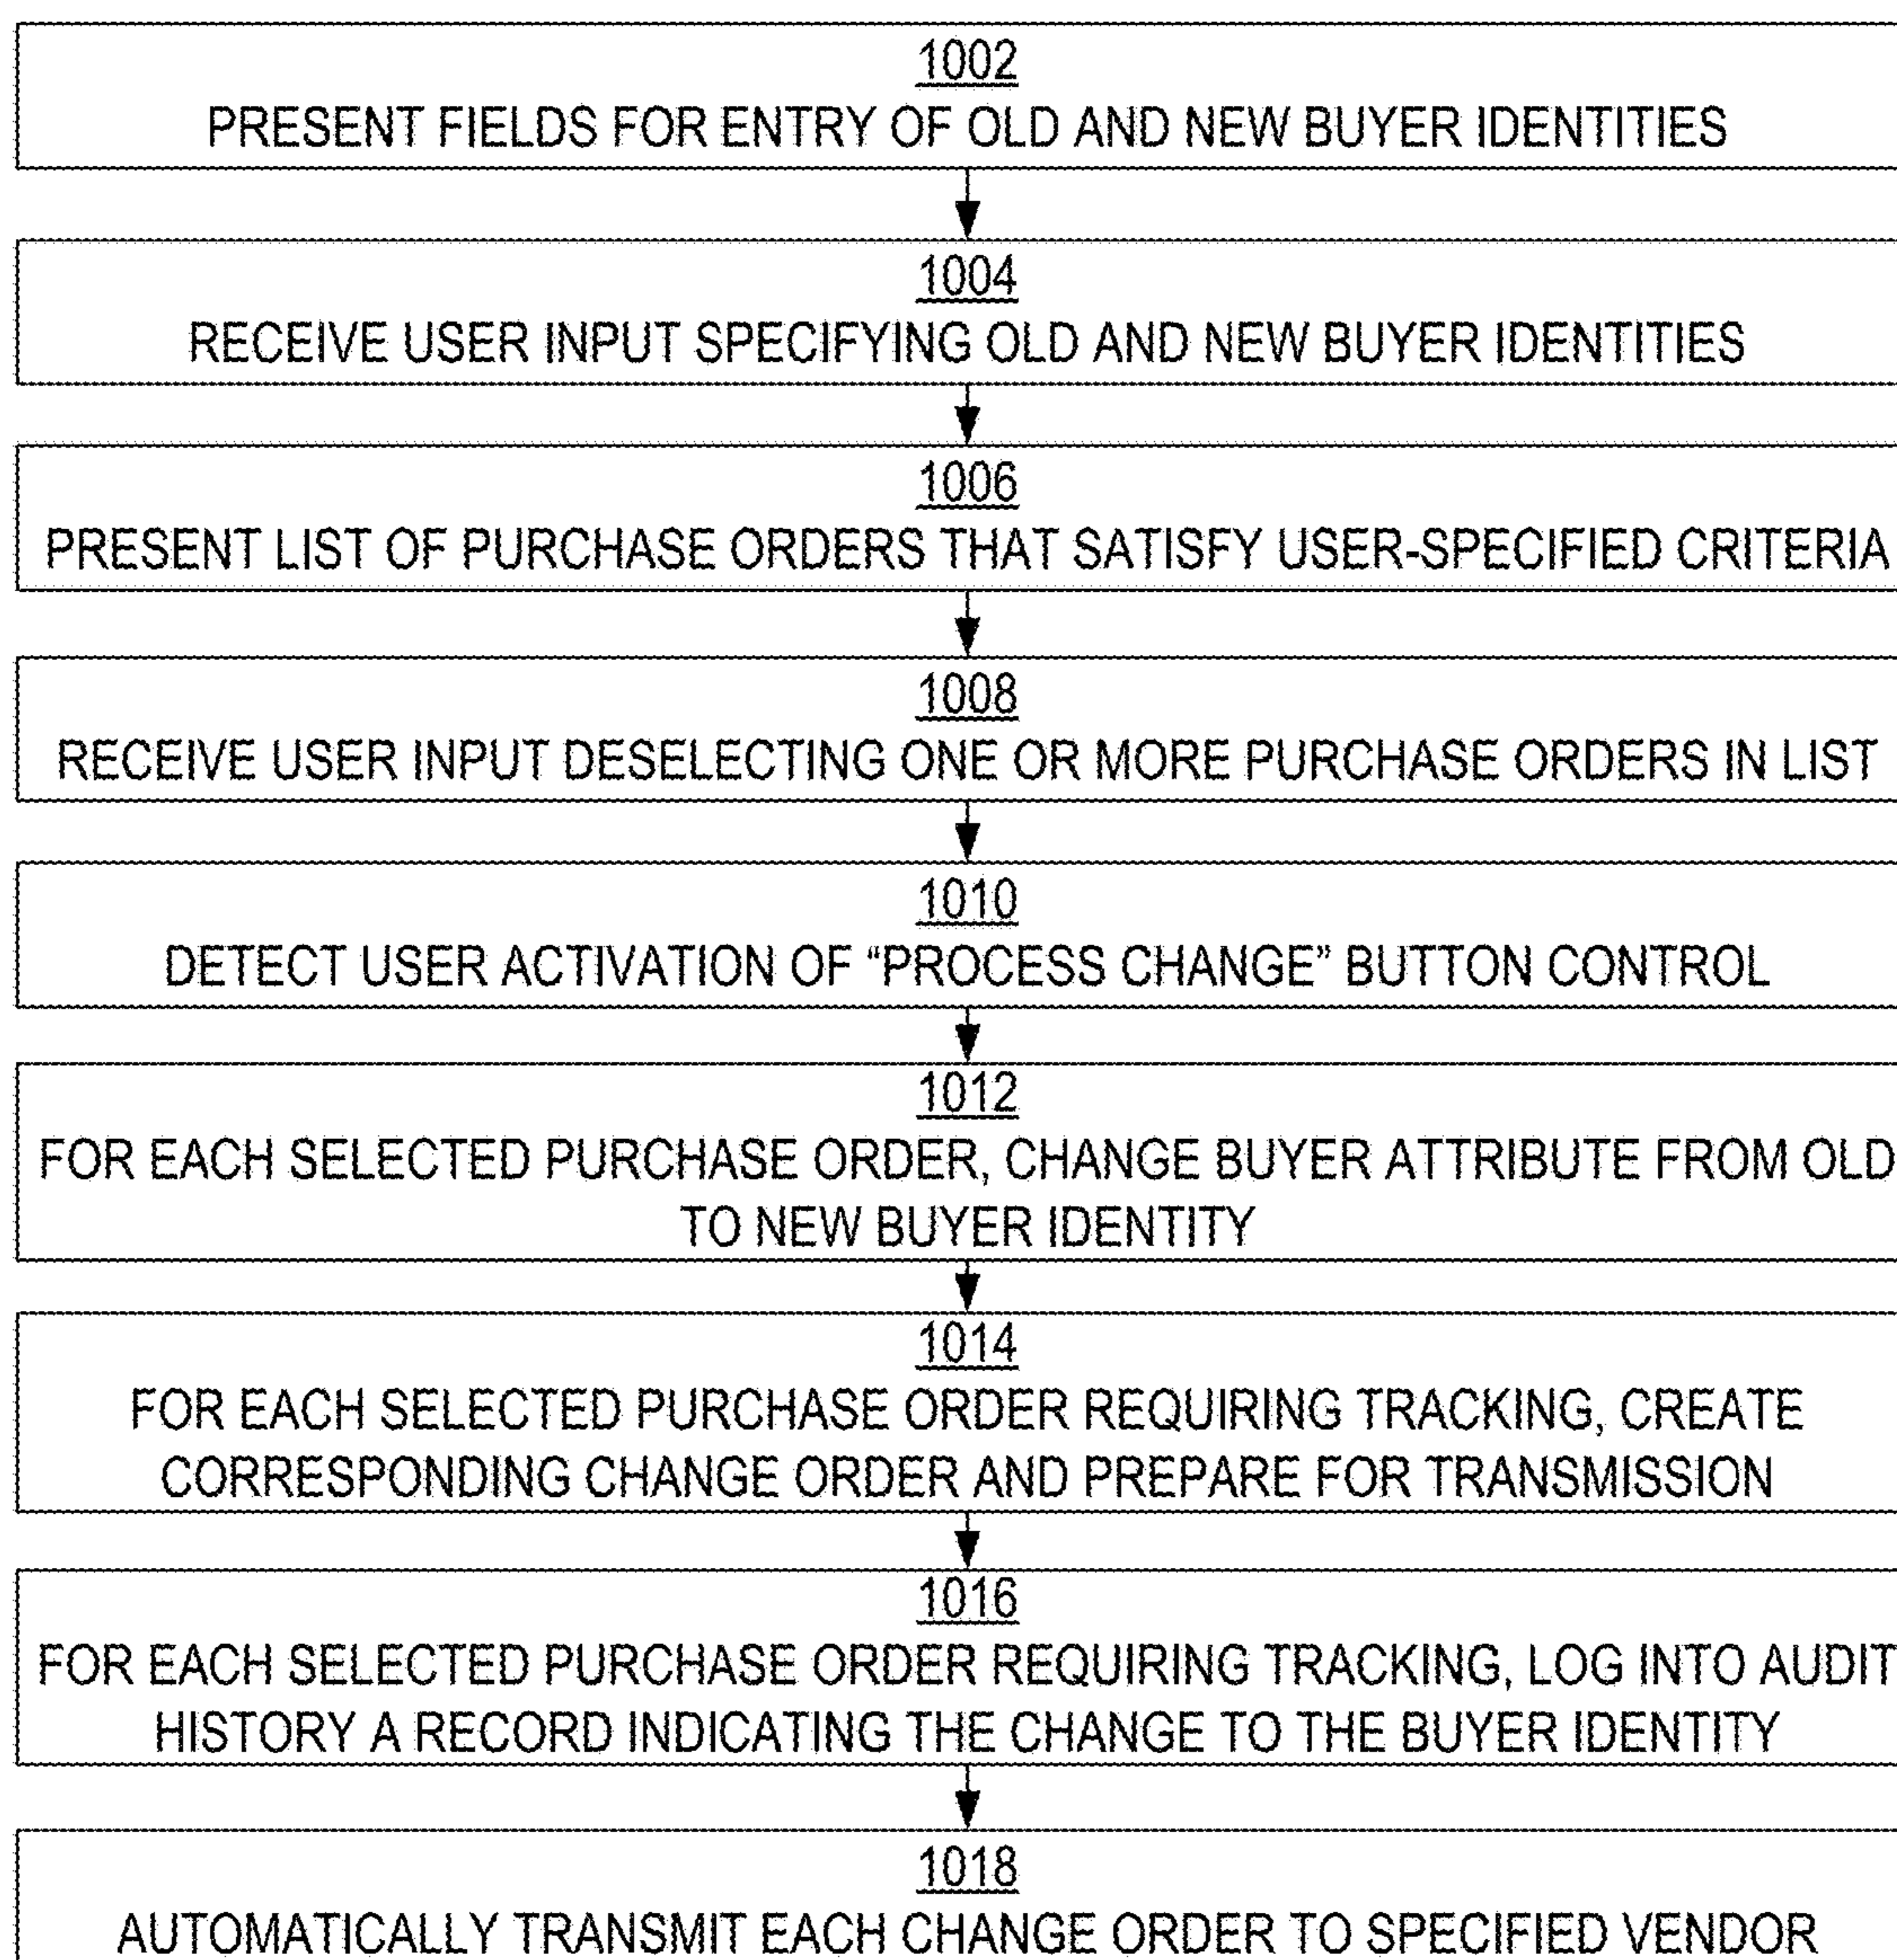 1002
PRESENT FIELDS FOR ENTRY OF OLD AND NEW BUYER IDENTITIES
1004
RECEIVE USER INPUT SPECIFYING OLD AND NEW BUYER IDENTITIES
1006
PRESENT LIST OF PURCHASE ORDERS THAT SATISFY USER-SPECIFIED CRITERIA
1008
RECEIVE USER INPUT DESELECTING ONE OR MORE PURCHASE ORDERS IN LIST
1010
DETECT USER ACTIVATION OF “PROCESS CHANGE” BUTTON CONTROL
1012
FOR EACH SELECTED PURCHASE ORDER, CHANGE BUYER ATTRIBUTE FROM OLD
TO NEW BUYER IDENTITY
1014
FOR EACH SELECTED PURCHASE ORDER REQUIRING TRACKING, CREATE
CORRESPONDING CHANGE ORDER AND PREPARE FOR TRANSMISSION
1016
FOR EACH SELECTED PURCHASE ORDER REQUIRING TRACKING, LOG INTO AUDIT
HISTORY A RECORD INDICATING THE CHANGE TO THE BUYER IDENTITY
1018
AUTOMATICALLY TRANSMIT EACH CHANGE ORDER TO SPECIFIED VENDOR